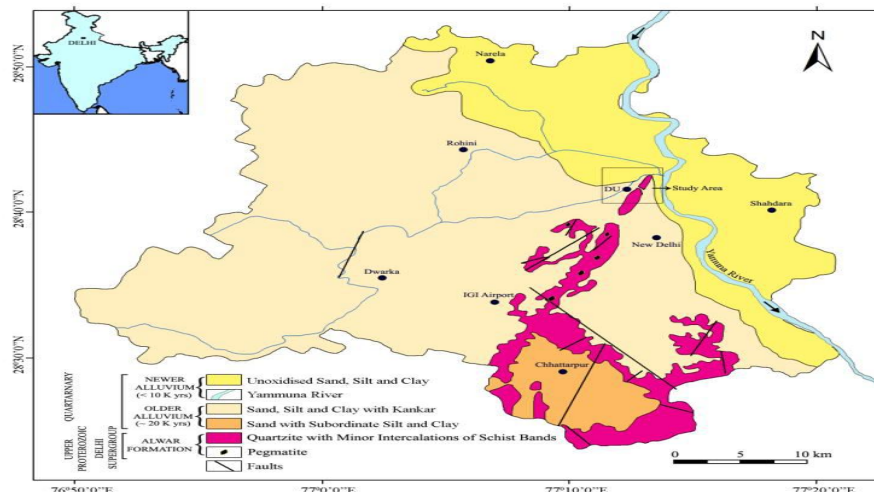 DELHI
N
Narela
Rohini
DU
Study Area
Shahdara
New Delhi
Yamuna River
Dwarka
IGI Airport
Chhattarpur
28°50'0"N
28°40'0"N
28°30'0"N
QUARTARNARY
NEWER ALLUVIUM (< 10 K yrs)
Unoxidised Sand, Silt and Clay
Yammuna River
OLDER ALLUVIUM (~ 20 K yrs)
Sand, Silt and Clay with Kankar
Sand with Subordinate Silt and Clay
UPPER PROTEROZOIC
DELHI SUPERGROUP
ALWAR FORMATION
Quartzite with Minor Intercalations of Schist Bands
Pegmatite
Faults
0 5 10 km
76°50'0"E
77°0'0"E
77°10'0"E
77°20'0"E